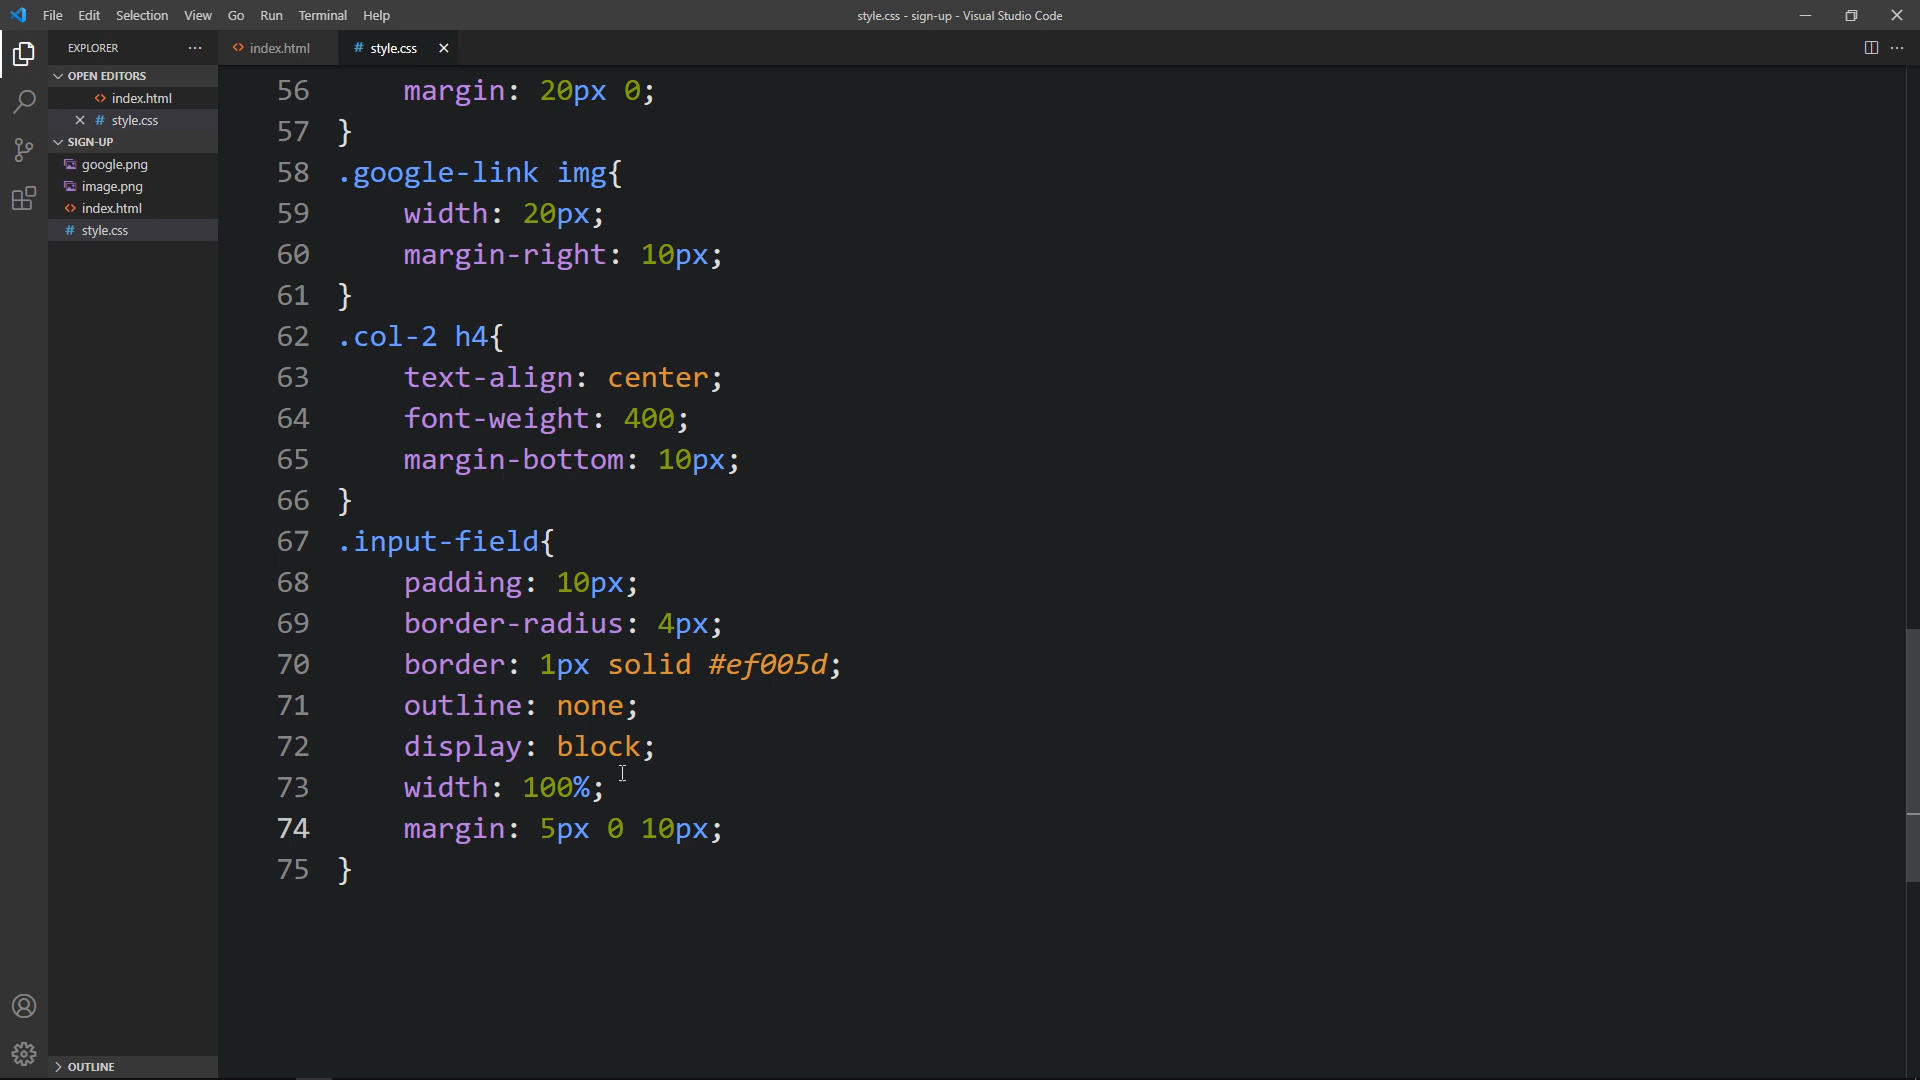 File Edit Selection View Go Run Terminal Help
style.css - sign-up - Visual Studio Code
EXPLORER
OPEN EDITORS
index.html
# style.css
SIGN-UP
google.png
image.png
index.html
# style.css
OUTLINE
index.html
# style.css
56 margin: 20px 0;
57 }
58 .google-link img{
59 width: 20px;
60 margin-right: 10px;
61 }
62 .col-2 h4{
63 text-align: center;
64 font-weight: 400;
65 margin-bottom: 10px;
66 }
67 .input-field{
68 padding: 10px;
69 border-radius: 4px;
70 border: 1px solid #ef005d;
71 outline: none;
72 display: block;
73 width: 100%;
74 margin: 5px 0 10px;
75 }